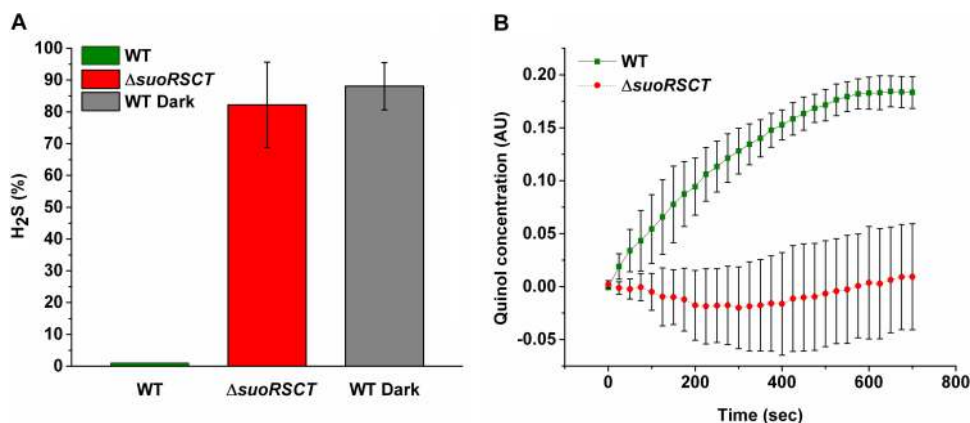 A
WT
ΔsuoRSCT
WT Dark
H2S (%)
100
90
80
70
60
50
40
30
20
10
0
WT
ΔsuoRSCT
WT Dark
B
WT
ΔsuoRSCT
Quinol concentration (AU)
0.20
0.15
0.10
0.05
0.00
-0.05
0
200
400
600
800
Time (sec)